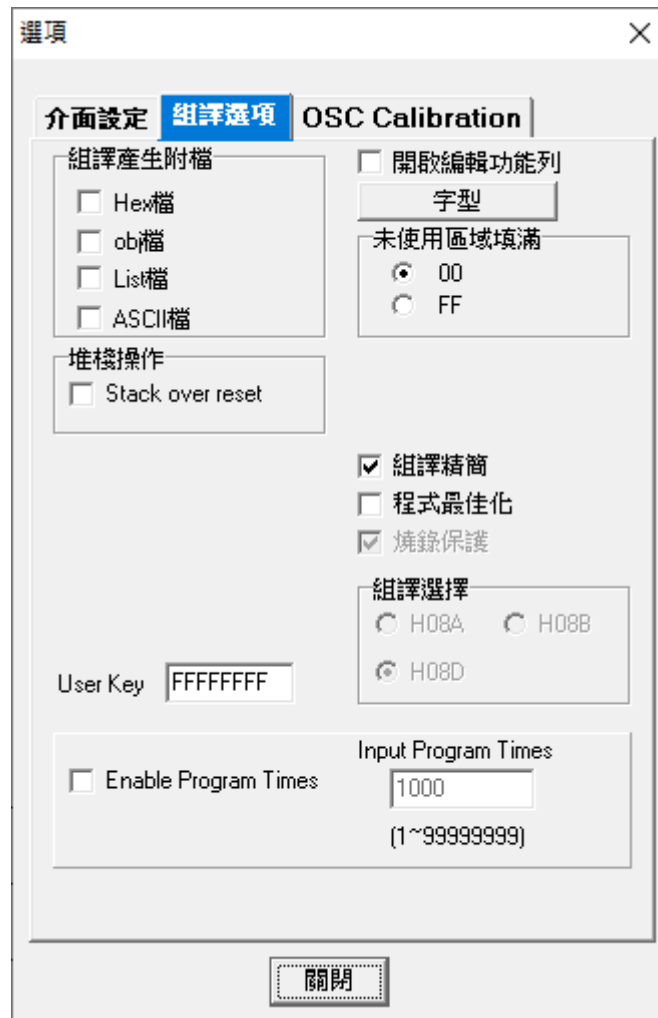 選項
介面設定 組譯選項 OSC Calibration
組譯產生附檔
Hex檔
obj檔
List檔
ASCII檔
開啟編輯功能列
字型
未使用區域填滿
00
FF
堆棧操作
Stack over reset
組譯精簡
程式最佳化
燒錄保護
組譯選擇
H08A H08B
H08D
User Key FFFFFFFF
Enable Program Times
Input Program Times
1000
(1~99999999)
關閉